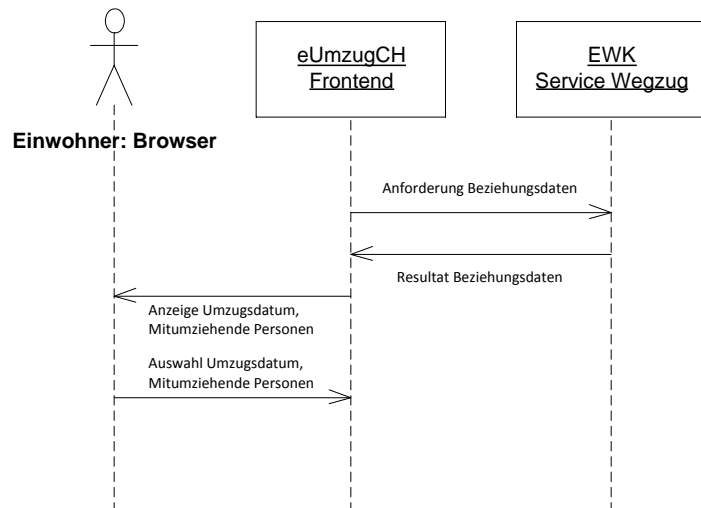 eUmzugCH
Frontend
EWK
Service Wegzug
Einwohner: Browser
Anforderung Beziehungsdaten
Resultat Beziehungsdaten
Anzeige Umzugsdatum,
Mitumziehende Personen
Auswahl Umzugsdatum,
Mitumziehende Personen